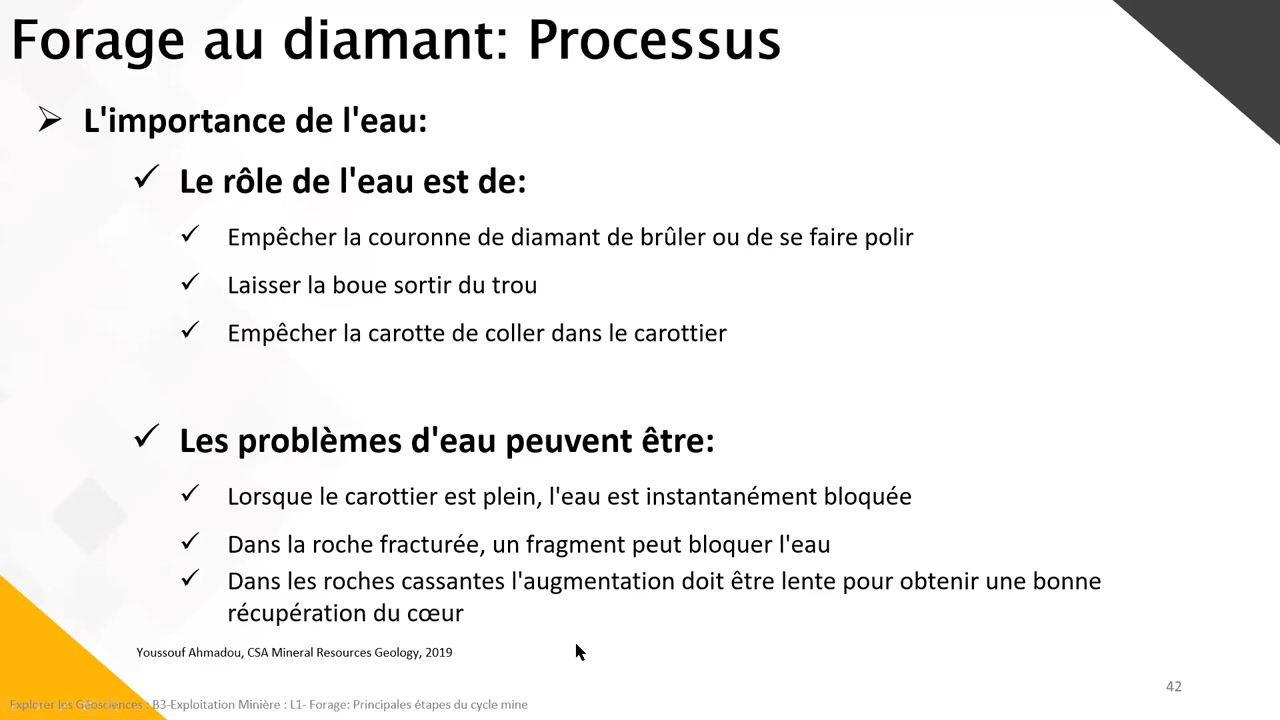 Forage au diamant: Processus
L'importance de l'eau:
Le rôle de l'eau est de:
Empêcher la couronne de diamant de brûler ou de se faire polir
Laisser la boue sortir du trou
Empêcher la carotte de coller dans le carottier
Les problèmes d'eau peuvent être:
Lorsque le carottier est plein, l'eau est instantanément bloquée
Dans la roche fracturée, un fragment peut bloquer l'eau
Dans les roches cassantes l'augmentation doit être lente pour obtenir une bonne
récupération du cœur
Youssouf Ahmadou, CSA Mineral Resources Geology, 2019
42
Explorer les Géosciences : B3-Exploitation Minière : L1- Forage: Principales étapes du cycle mine